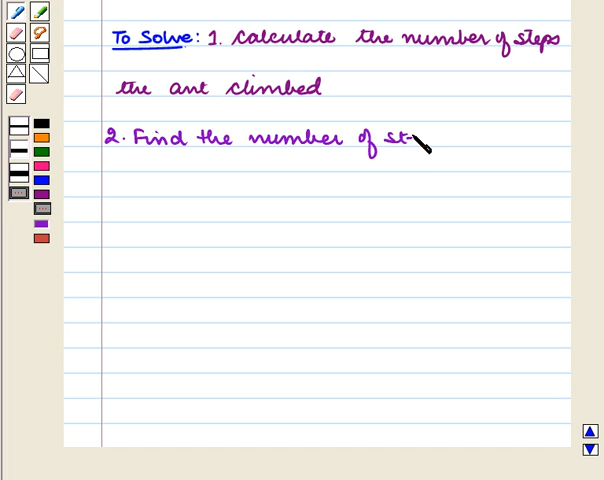 To Solve: 1. Calculate the number of steps
the ant climbed
2. Find the number of st